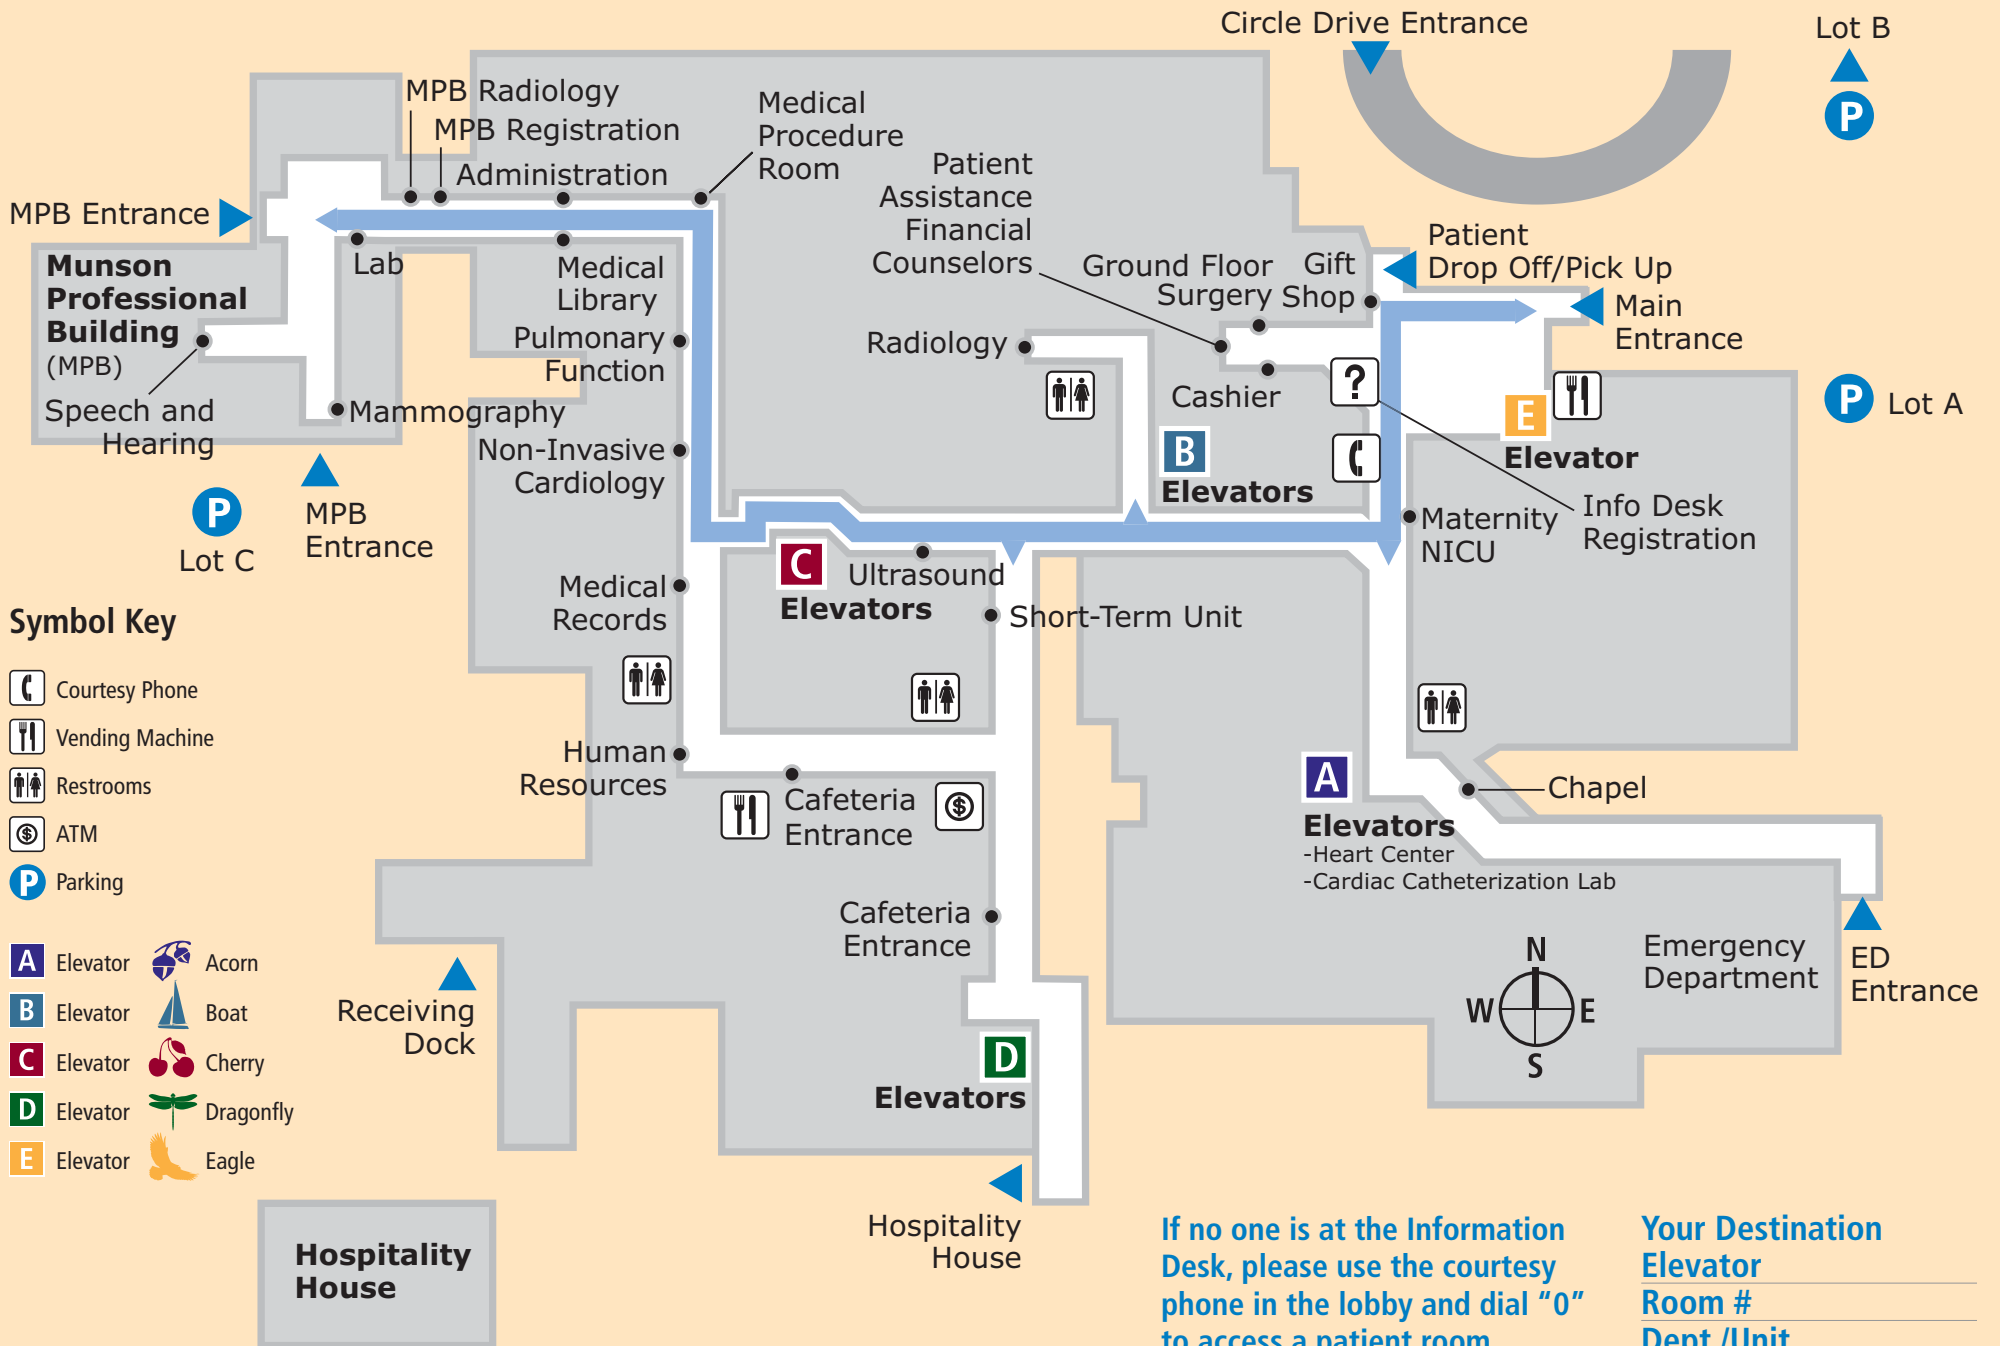 Circle Drive Entrance
Lot B
P
MPB Radiology
MPB Registration
Administration
Medical
Procedure
Room
Patient
Assistance
Financial
Counselors
MPB Entrance
Munson
Professional
Building
(MPB)
Lab
Medical
Library
Ground Floor
Surgery
Gift
Shop
Patient
Drop Off/Pick Up
Main
Entrance
Pulmonary
Function
Radiology
Cashier
?
P
Lot A
Speech and
Hearing
Mammography
E
Elevator
B
Elevators
Non-Invasive
Cardiology
P
Lot C
MPB
Entrance
Maternity
NICU
Info Desk
Registration
C
Elevators
Ultrasound
Medical
Records
Short-Term Unit
Symbol Key
Courtesy Phone
Vending Machine
Restrooms
$
ATM
P
Parking
Human
Resources
Cafeteria
Entrance
$
A
Elevators
-Heart Center
-Cardiac Catheterization Lab
Chapel
Cafeteria
Entrance
Emergency
Department
ED
Entrance
N
W
E
S
A
Elevator
Acorn
B
Elevator
Boat
C
Elevator
Cherry
D
Elevator
Dragonfly
E
Elevator
Eagle
Receiving
Dock
D
Elevators
Hospitality
House
Hospitality
House
If no one is at the Information
Desk, please use the courtesy
phone in the lobby and dial “0”
to access a patient room
Your Destination
Elevator
Room #
Dept./Unit